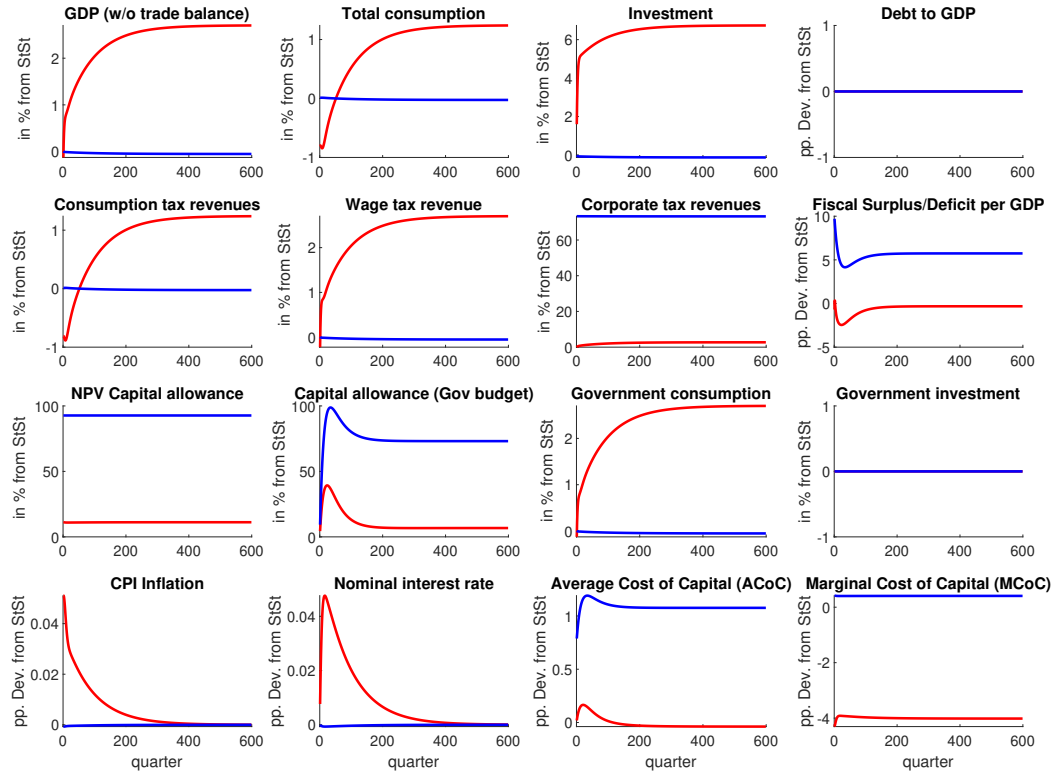 GDP (w/o trade balance)
in % from StSt
2
1
0
0 200 400 600
Total consumption
in % from StSt
1
0
-1
0 200 400 600
Investment
in % from StSt
6
4
2
0
0 200 400 600
Debt to GDP
pp. Dev. from StSt
1
0
-1
0 200 400 600
Consumption tax revenues
in % from StSt
1
0
-1
0 200 400 600
Wage tax revenue
in % from StSt
2
1
0
0 200 400 600
Corporate tax revenues
in % from StSt
60
40
20
0
0 200 400 600
Fiscal Surplus/Deficit per GDP
pp. Dev. from StSt
10
5
0
-5
0 200 400 600
NPV Capital allowance
in % from StSt
100
50
0
0 200 400 600
Capital allowance (Gov budget)
in % from StSt
100
50
0
0 200 400 600
Government consumption
in % from StSt
2
1
0
0 200 400 600
Government investment
in % from StSt
1
0
-1
0 200 400 600
CPI Inflation
pp. Dev. from StSt
0.04
0.02
0
0 200 400 600
quarter
Nominal interest rate
pp. Dev. from StSt
0.04
0.02
0
0 200 400 600
quarter
Average Cost of Capital (ACoC)
pp. Dev. from StSt
1
0.5
0
0 200 400 600
quarter
Marginal Cost of Capital (MCoC)
pp. Dev. from StSt
0
-2
-4
0 200 400 600
quarter